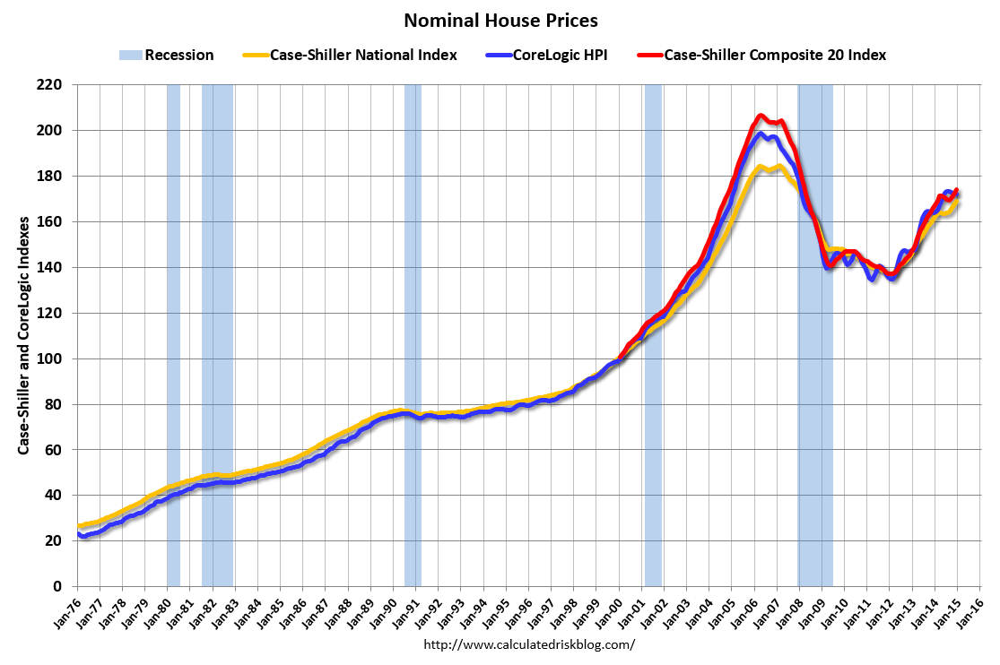 Nominal House Prices
Recession Case-Shiller National Index CoreLogic HPI Case-Shiller Composite 20 Index
Case-Shiller and CoreLogic Indexes
220
200
180
160
140
120
100
80
60
40
20
0
Jan-76 Jan-77 Jan-78 Jan-79 Jan-80 Jan-81 Jan-82 Jan-83 Jan-84 Jan-85 Jan-86 Jan-87 Jan-88 Jan-89 Jan-90 Jan-91 Jan-92 Jan-93 Jan-94 Jan-95 Jan-96 Jan-97 Jan-98 Jan-99 Jan-00 Jan-01 Jan-02 Jan-03 Jan-04 Jan-05 Jan-06 Jan-07 Jan-08 Jan-09 Jan-10 Jan-11 Jan-12 Jan-13 Jan-14 Jan-15 Jan-16
http://www.calculatedriskblog.com/